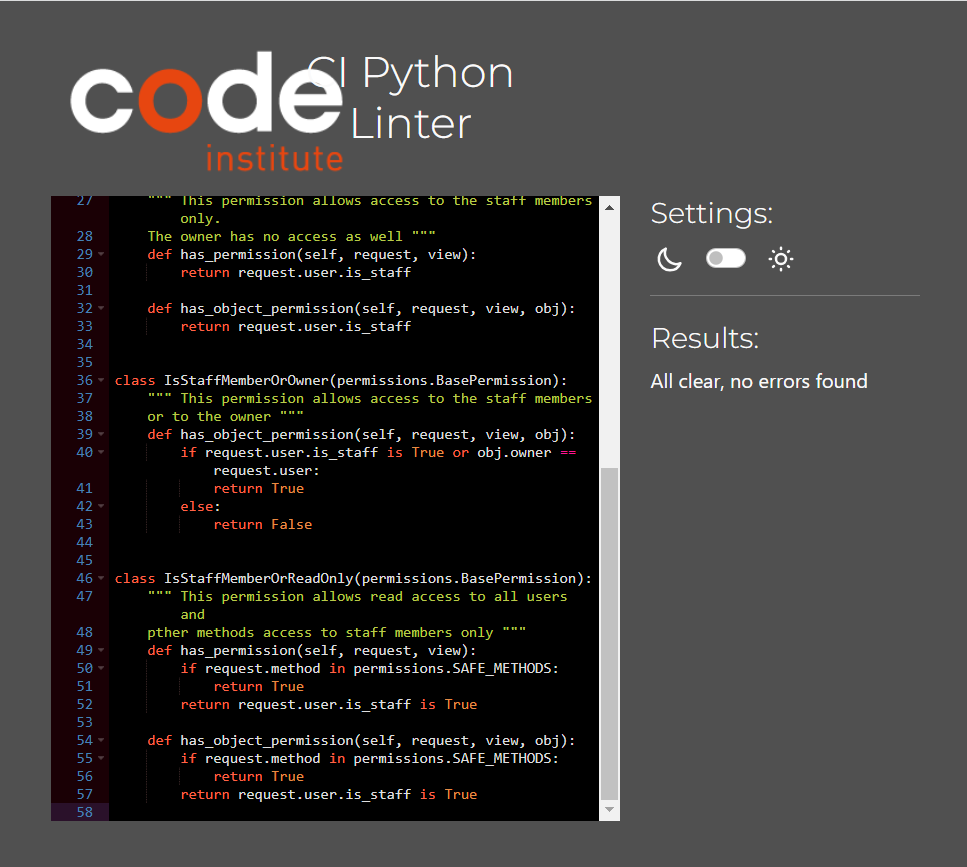 code
institute
CI Python
Linter
27 """ This permission allows access to the staff members
only.
28 The owner has no access as well """
29 def has_permission(self, request, view):
30 return request.user.is_staff
31
32 def has_object_permission(self, request, view, obj):
33 return request.user.is_staff
34
35
36 class IsStaffMemberOrOwner(permissions.BasePermission):
37 """ This permission allows access to the staff members
38 or to the owner """
39 def has_object_permission(self, request, view, obj):
40 if request.user.is_staff is True or obj.owner ==
request.user:
41 return True
42 else:
43 return False
44
45
46 class IsStaffMemberOrReadOnly(permissions.BasePermission):
47 """ This permission allows read access to all users
and
48 pther methods access to staff members only """
49 def has_permission(self, request, view):
50 if request.method in permissions.SAFE_METHODS:
51 return True
52 return request.user.is_staff is True
53
54 def has_object_permission(self, request, view, obj):
55 if request.method in permissions.SAFE_METHODS:
56 return True
57 return request.user.is_staff is True
58
Settings:
Results:
All clear, no errors found